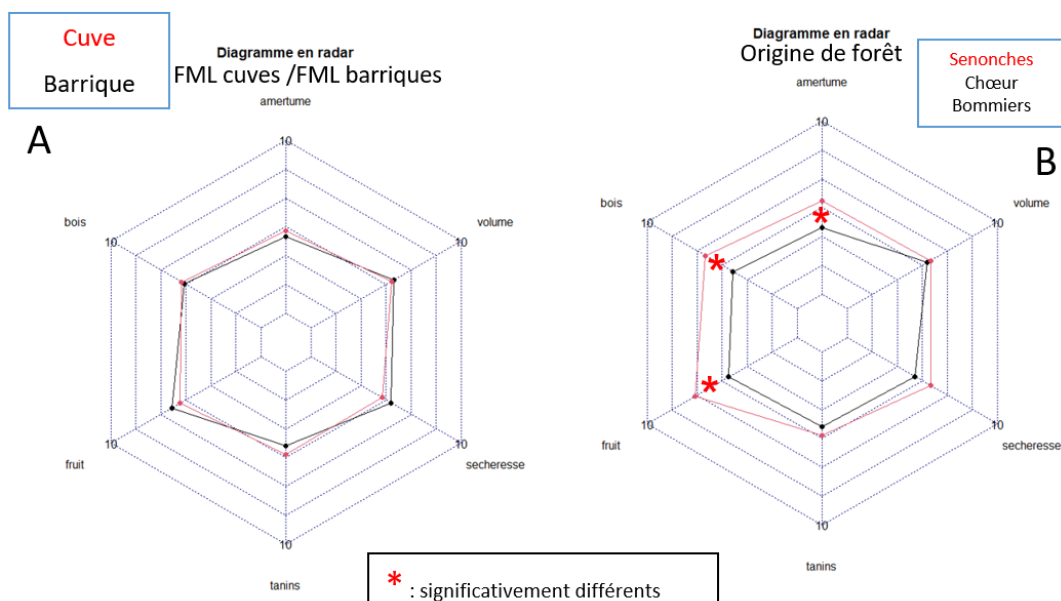 Cuve
Barrique
Diagramme en radar
FML cuves /FML barriques
amertume
A
10
bois
10
volume
10
fruit
10
secheresse
10
tanins
10
Diagramme en radar
Origine de forêt
amertume
Senonches
Chœur
Bommiers
B
10
bois
10
volume
10
fruit
10
secheresse
10
tanins
10
* : significativement différents